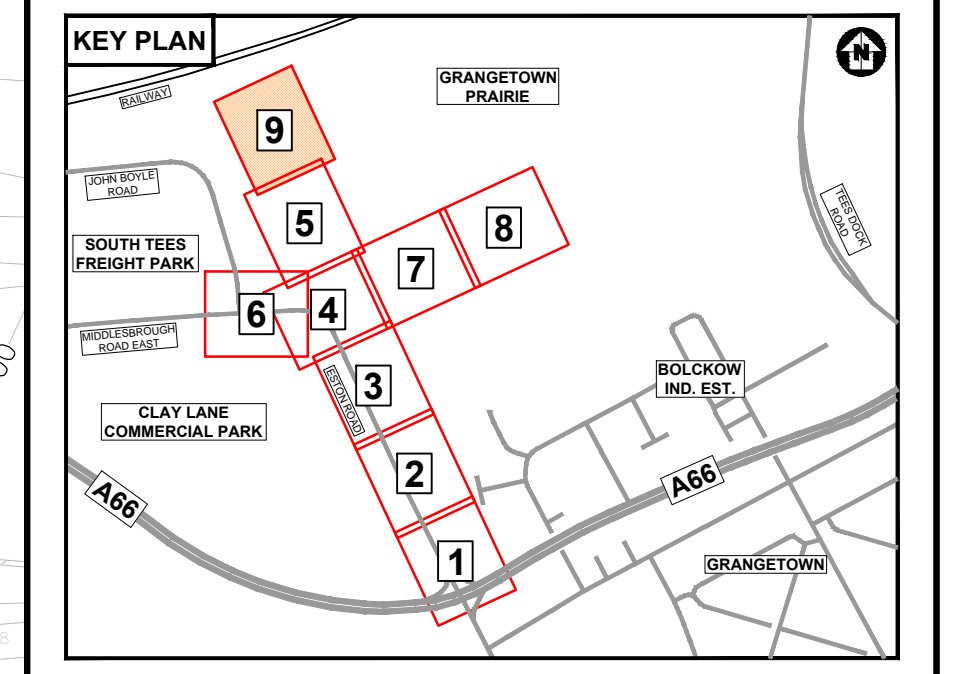 KEY PLAN
N
GRANGETOWN
PRAIRIE
RAILWAY
9
JOHN BOYLE
ROAD
5
8
TEES DOCK
ROAD
SOUTH TEES
FREIGHT PARK
7
6
4
MIDDLESBROUGH
ROAD EAST
3
ESTON ROAD
BOLCKOW
IND. EST.
CLAY LANE
COMMERCIAL PARK
2
A66
A66
1
GRANGETOWN